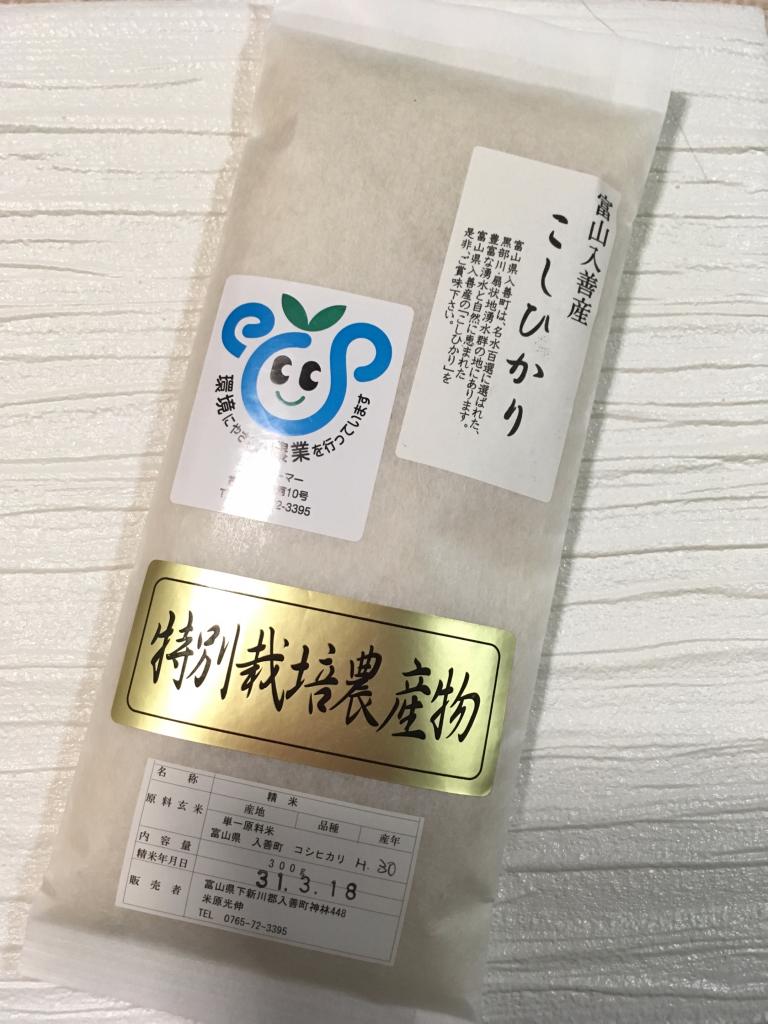 富山入善産
こしひかり
富山県入善町は、名水百選に選ばれた、
黒部川・扇状地湧水群の地にあります。
豊富な湧水と自然に恵まれた
富山県入善産の「こしひかり」を
是非、ご賞味下さい。
eco
環境にやさ 農業を行っています
ーマー
10号
2-3395
特別栽培農産物
名称 精米
原料玄米 産地 品種 産年
単一原料米
富山県 入善町 コシヒカリ H.30
内容量 300g
精米年月日 31.3.18
販売者 富山県下新川郡入善町神林448
米原光伸
TEL 0765-72-3395